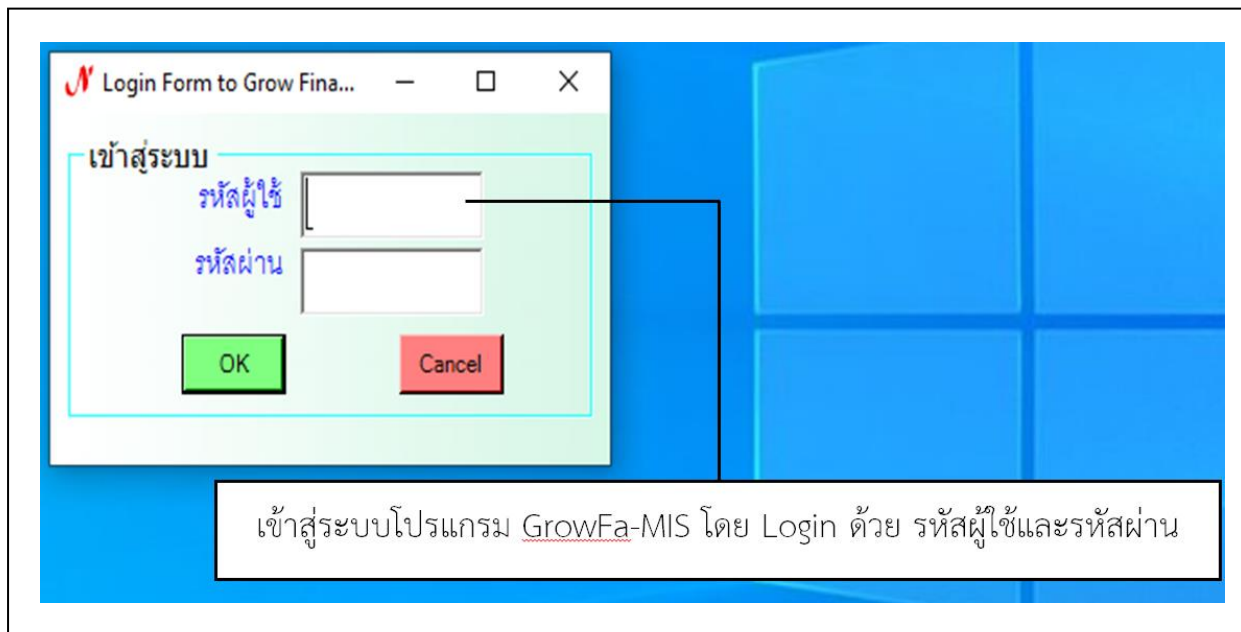 Login Form to Grow Fina...
เข้าสู่ระบบ
รหัสผู้ใช้
รหัสผ่าน
OK Cancel
เข้าสู่ระบบโปรแกรม GrowFa-MIS โดย Login ด้วย รหัสผู้ใช้และรหัสผ่าน